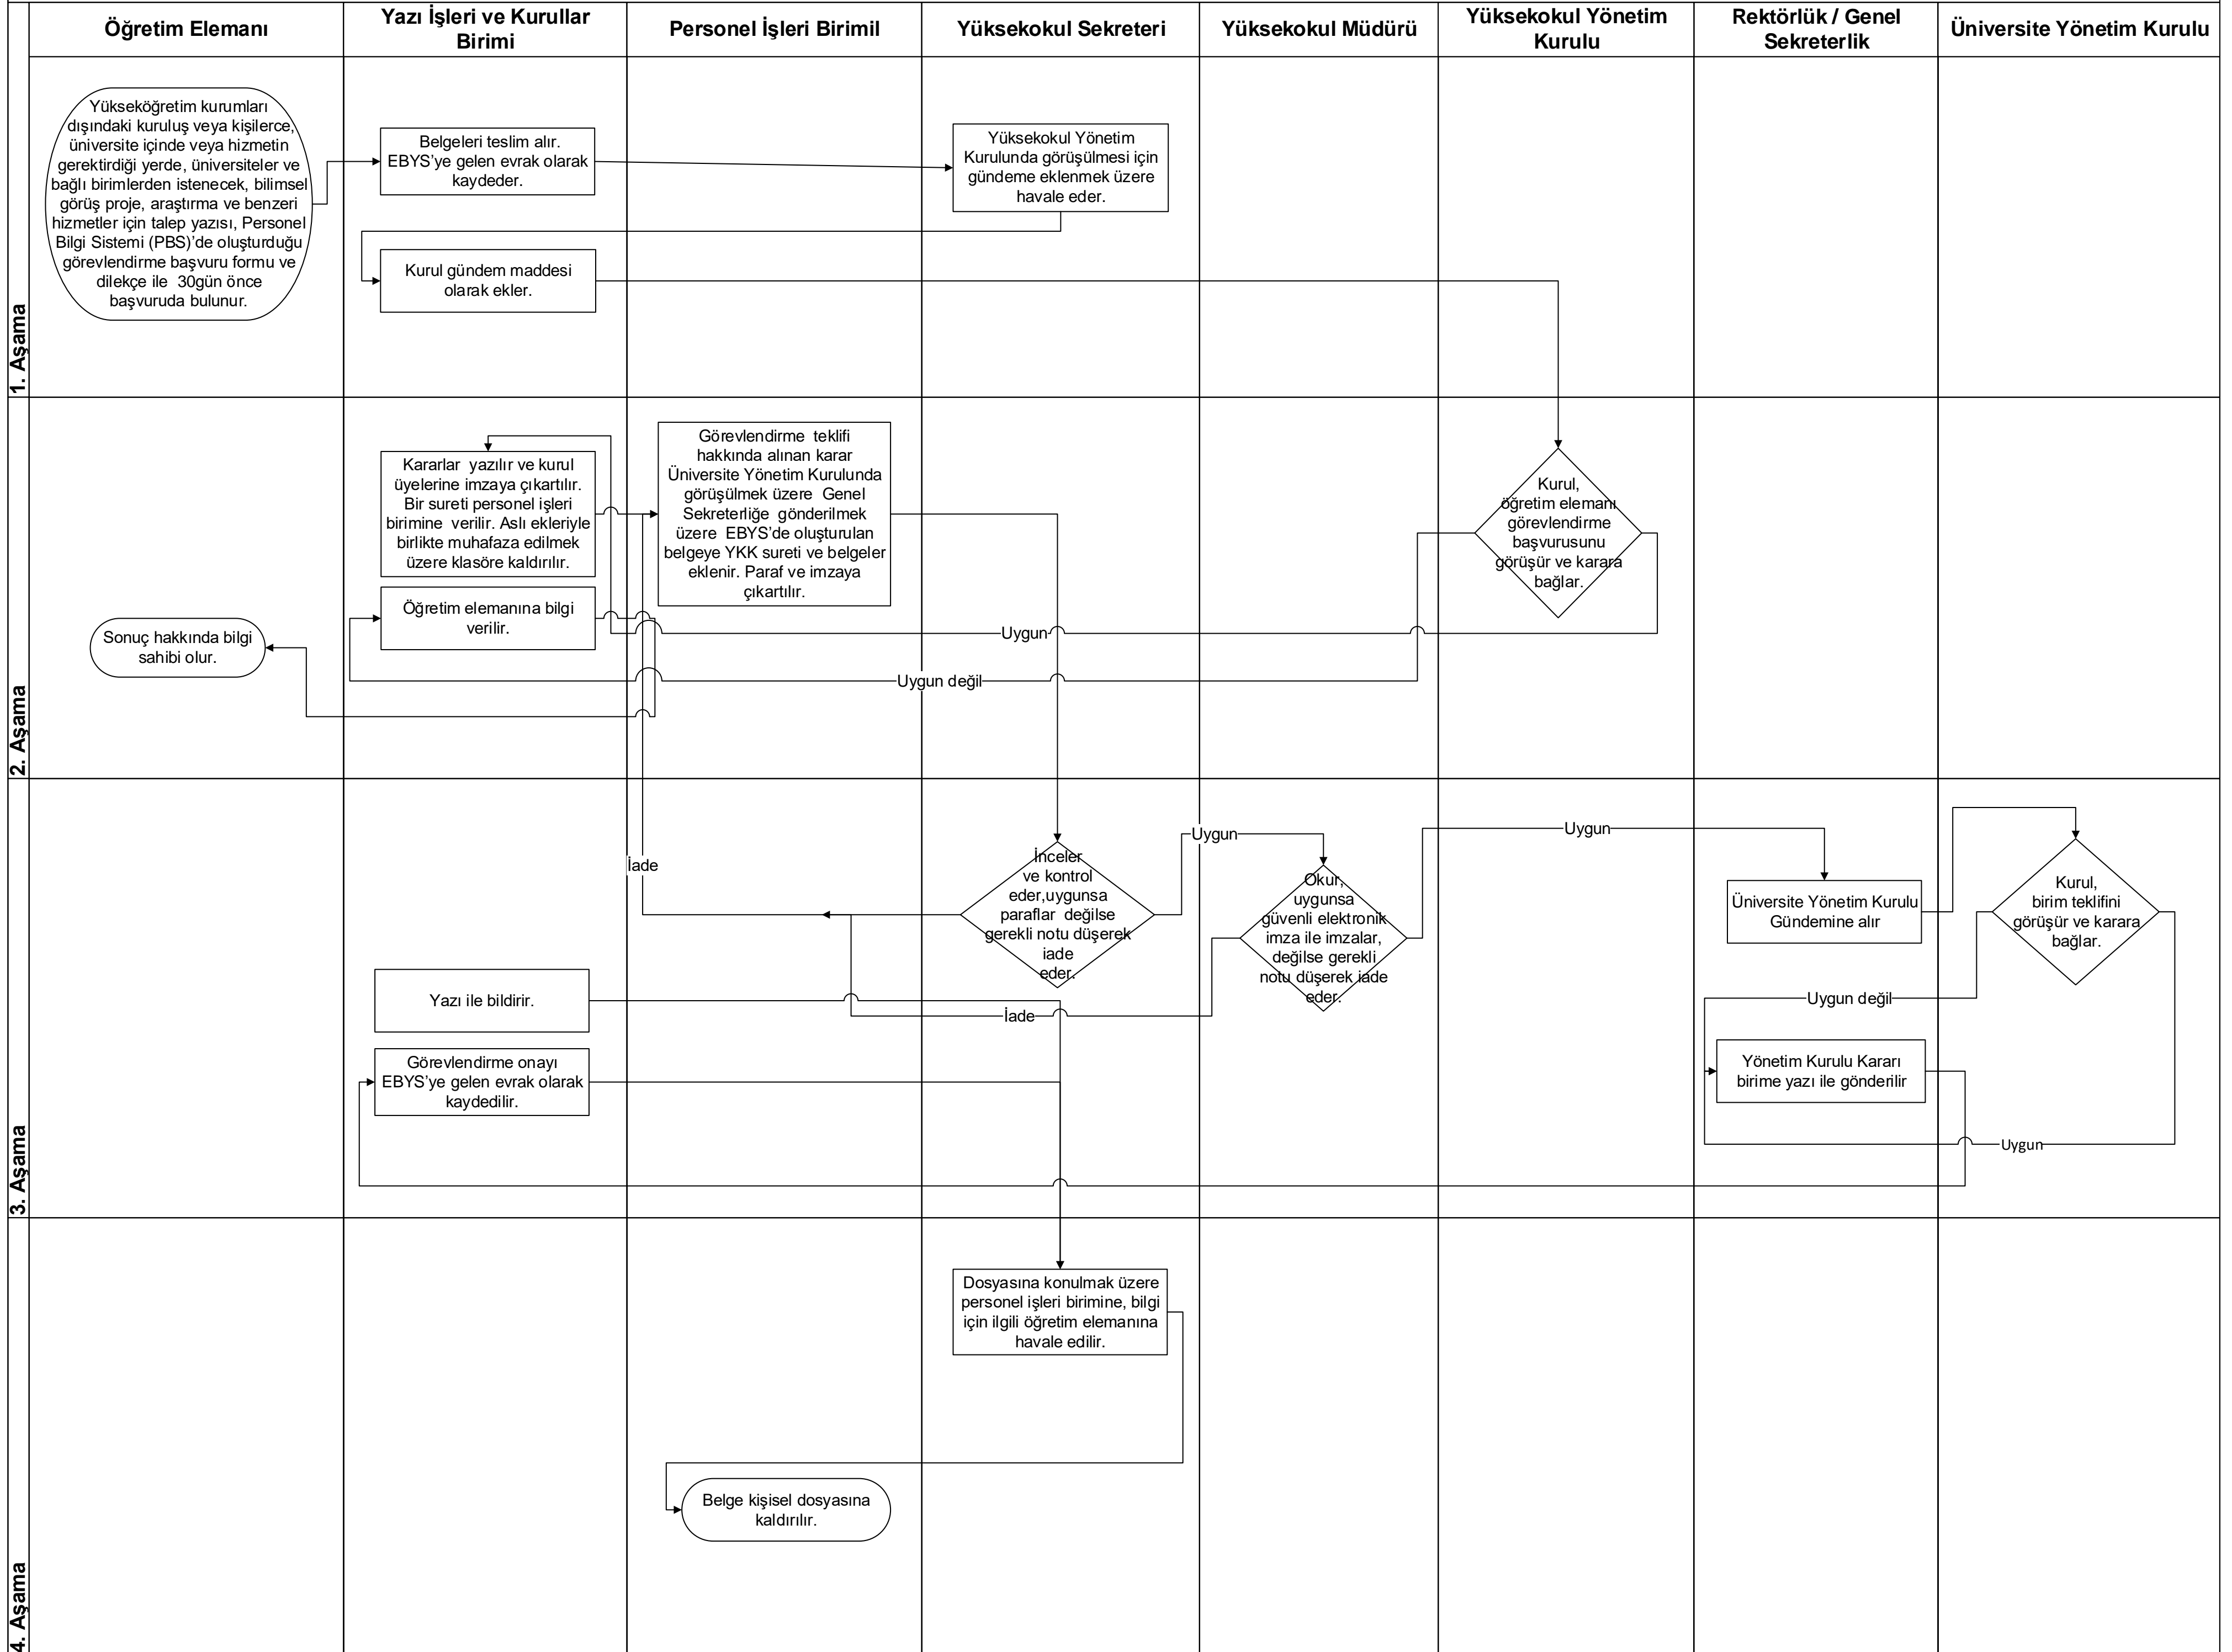 Öğretim Elemanı
Yazı İşleri ve Kurullar
Birimi
Personel İşleri Birimil
Yüksekokul Sekreteri
Yüksekokul Müdürü
Yüksekokul Yönetim
Kurulu
Rektörlük / Genel
Sekreterlik
Üniversite Yönetim Kurulu
1. Aşama
Yükseköğretim kurumları
dışındaki kuruluş veya kişilerce,
üniversite içinde veya hizmetin
gerektirdiği yerde, üniversiteler ve
bağlı birimlerden istenecek, bilimsel
görüş proje, araştırma ve benzeri
hizmetler için talep yazısı, Personel
Bilgi Sistemi (PBS)’de oluşturduğu
görevlendirme başvuru formu ve
dilekçe ile 30gün önce
başvuruda bulunur.
Belgeleri teslim alır.
EBYS’ye gelen evrak olarak
kaydeder.
Yüksekokul Yönetim
Kurulunda görüşülmesi için
gündeme eklenmek üzere
havale eder.
Kurul gündem maddesi
olarak ekler.
2. Aşama
Kararlar yazılır ve kurul
üyelerine imzaya çıkartılır.
Bir sureti personel işleri
birimine verilir. Aslı ekleriyle
birlikte muhafaza edilmek
üzere klasöre kaldırılır.
Görevlendirme teklifi
hakkında alınan karar
Üniversite Yönetim Kurulunda
görüşülmek üzere Genel
Sekreterliğe gönderilmek
üzere EBYS’de oluşturulan
belgeye YKK sureti ve belgeler
eklenir. Paraf ve imzaya
çıkartılır.
Kurul,
öğretim elemanı
görevlendirme
başvurusunu
görüşür ve karara
bağlar.
Öğretim elemanına bilgi
verilir.
Sonuç hakkında bilgi
sahibi olur.
Uygun
Uygun değil
3. Aşama
İade
İnceler
ve kontrol
eder,uygunsa
paraflar değilse
gerekli notu düşerek
iade
eder.
Uygun
Okur,
uygunsa
güvenli elektronik
imza ile imzalar,
değilse gerekli
notu düşerek iade
eder.
Uygun
Üniversite Yönetim Kurulu
Gündemine alır
Kurul,
birim teklifini
görüşür ve karara
bağlar.
Yazı ile bildirir.
İade
Uygun değil
Görevlendirme onayı
EBYS’ye gelen evrak olarak
kaydedilir.
Yönetim Kurulu Kararı
birime yazı ile gönderilir
Uygun
4. Aşama
Dosyasına konulmak üzere
personel işleri birimine, bilgi
için ilgili öğretim elemanına
havale edilir.
Belge kişisel dosyasına
kaldırılır.